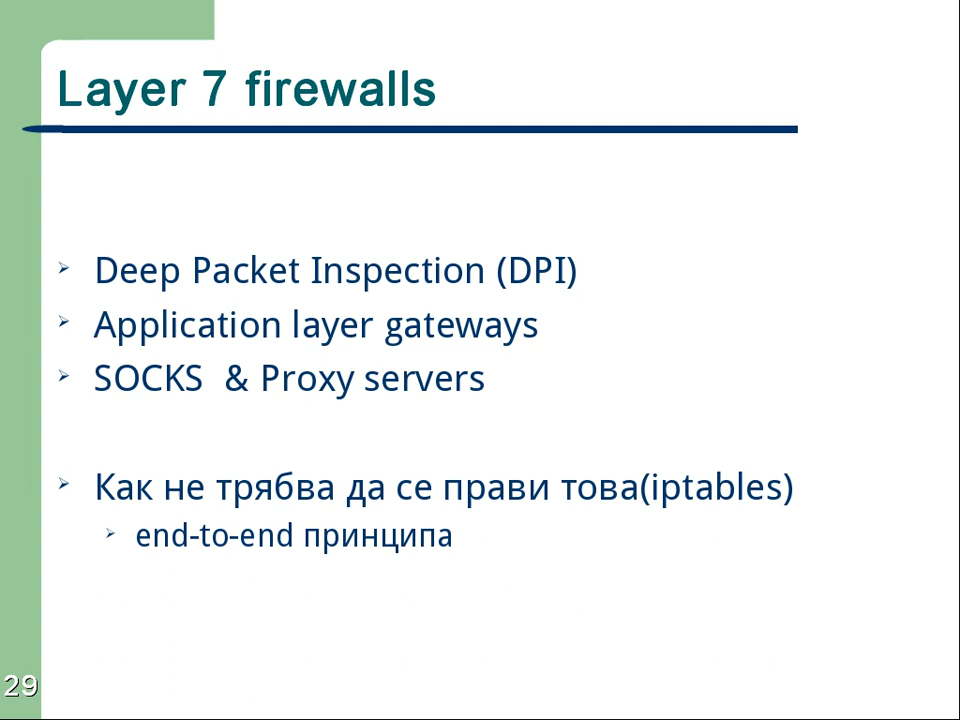 Layer 7 firewalls
Deep Packet Inspection (DPI)
Application layer gateways
SOCKS  & Proxy servers
Как не трябва да се прави това(iptables)
end-to-end принципа
29